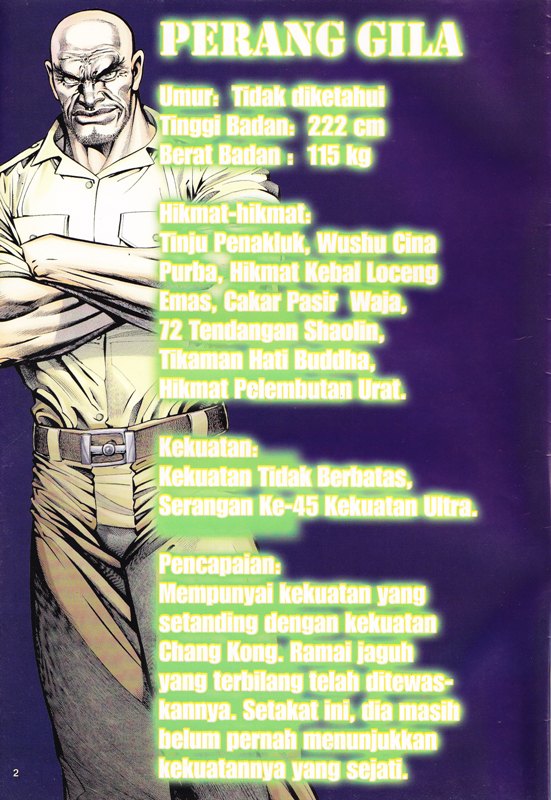 PERANG GILA
Umur: Tidak diketahui
Tinggi Badan: 222 cm
Berat Badan : 115 kg
Hikmat-hikmat:
Tinju Penakluk, Wushu Cina
Purba, Hikmat Kebal Loceng
Emas, Cakar Pasir Waja,
72 Tendangan Shaolin,
Tikaman Hati Buddha,
Hikmat Pelembutan Urat.
Kekuatan:
Kekuatan Tidak Berbatas,
Serangan Ke-45 Kekuatan Ultra.
Pencapaian:
Mempunyai kekuatan yang
setanding dengan kekuatan
Chang Kong. Ramai jaguh
yang terbilang telah ditewas-
kannya. Setakat ini, dia masih
belum pernah menunjukkan
kekuatannya yang sejati.
2